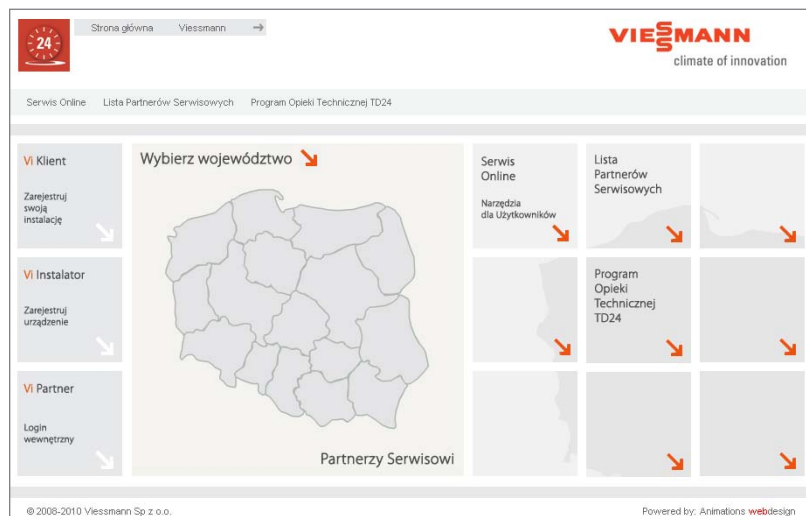 24
Strona główna Viessmann
VIESSMANN
climate of innovation
Serwis Online Lista Partnerów Serwisowych Program Opieki Technicznej TD24
Vi Klient
Zarejestruj
swoją
instalację
Wybierz województwo
Partnerzy Serwisowi
Serwis
Online
Narzędzia
dla Użytkowników
Lista
Partnerów
Serwisowych
Vi Instalator
Zarejestruj
urządzenie
Program
Opieki
Technicznej
TD24
Vi Partner
Login
wewnętrzny
© 2008-2010 Viessmann Sp z o.o.
Powered by: Animations webdesign